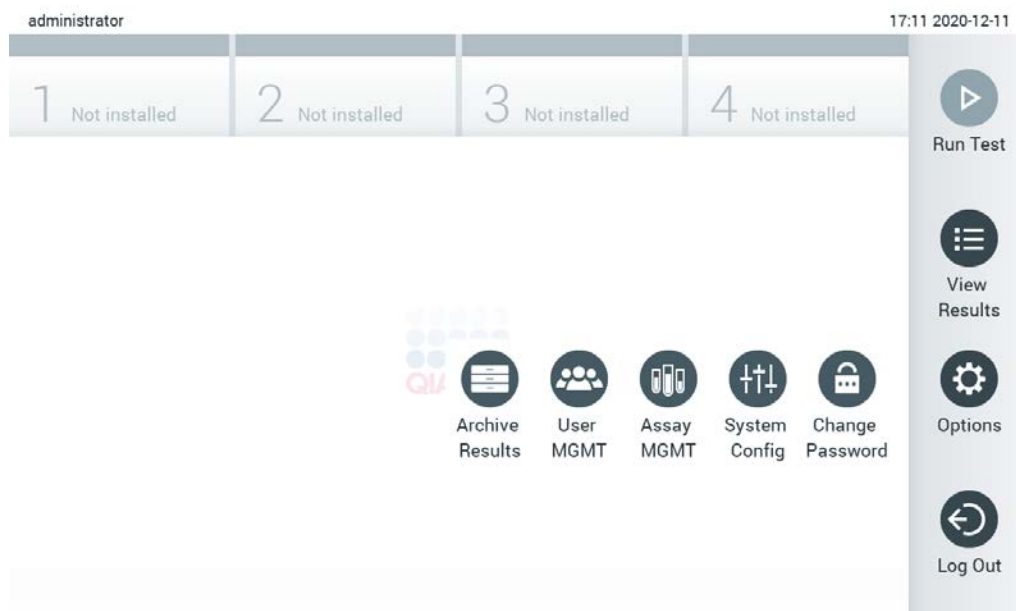 administrator 17:11 2020-12-11
1 Not installed 2 Not installed 3 Not installed 4 Not installed
Run Test
View
Results
QIA
Archive User Assay System Change
Results MGMT MGMT Config Password
Options
Log Out